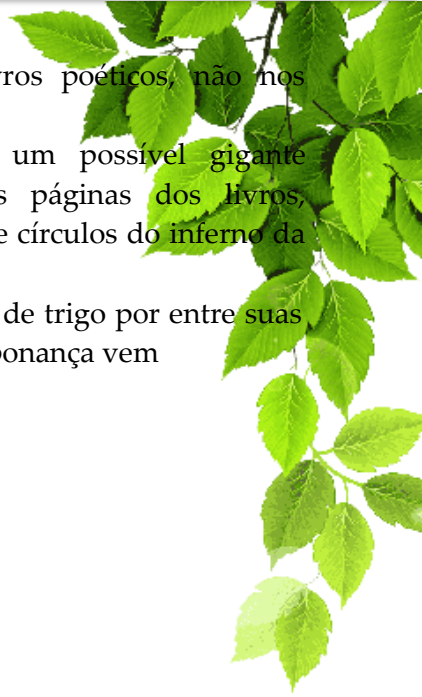 vros poéticos, não nos
um possível gigante
s páginas dos livros,
e círculos do inferno da
de trigo por entre suas
bonança vem